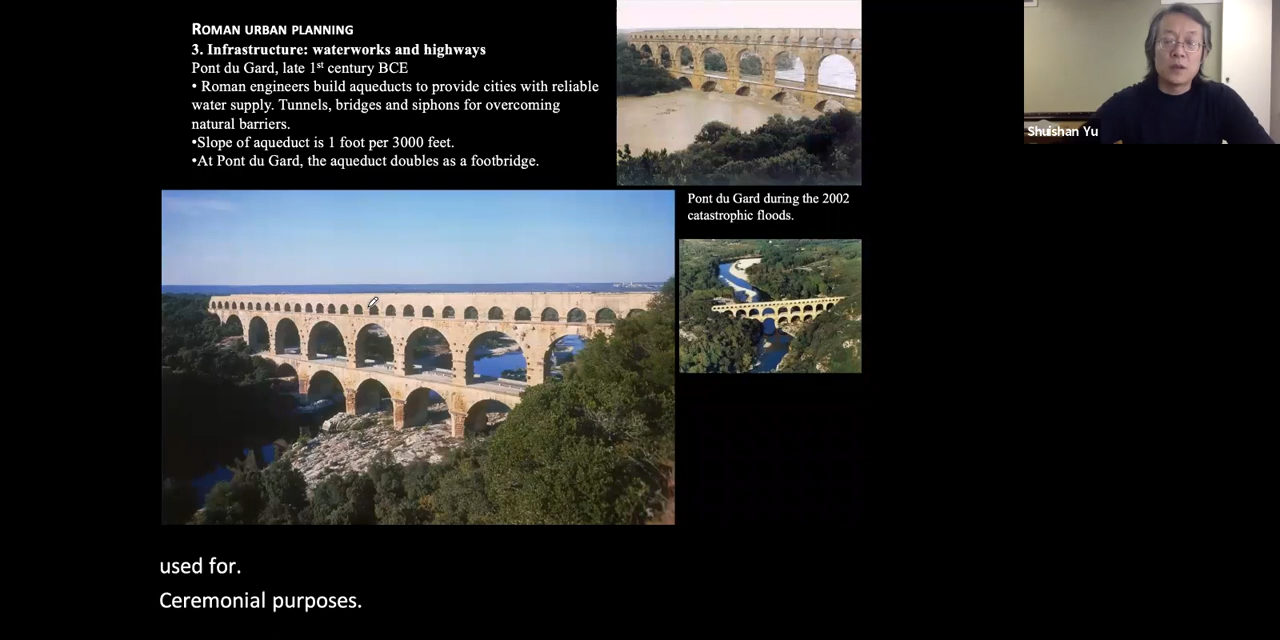 ROMAN URBAN PLANNING
3. Infrastructure: waterworks and highways
Pont du Gard, late 1st century BCE
• Roman engineers build aqueducts to provide cities with reliable
water supply. Tunnels, bridges and siphons for overcoming
natural barriers.
•Slope of aqueduct is 1 foot per 3000 feet.
•At Pont du Gard, the aqueduct doubles as a footbridge.
Pont du Gard during the 2002
catastrophic floods.
Shuishan Yu
used for.
Ceremonial purposes.